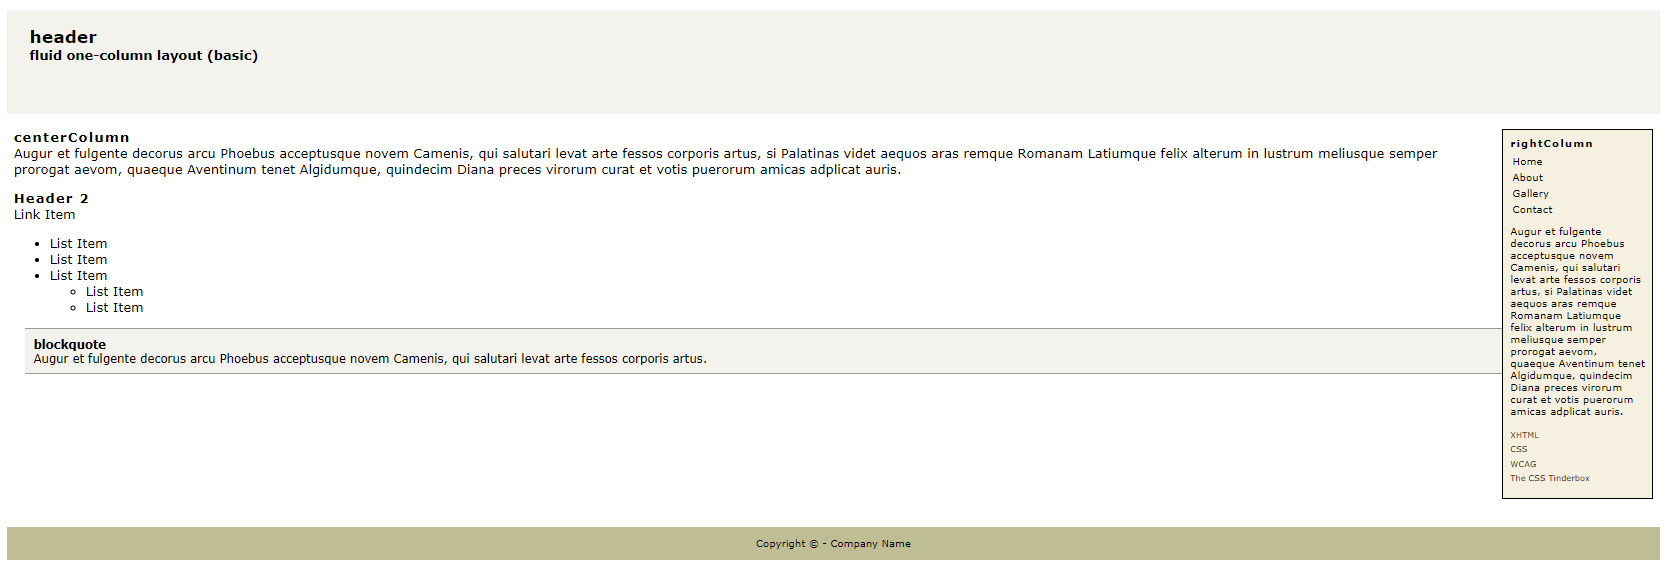 header
fluid one-column layout (basic)
centerColumn
Augur et fulgente decorus arcu Phoebus acceptusque novem Camenis, qui salutari levat arte fessos corporis artus, si Palatinas videt aequos aras remque Romanam Latiumque felix alterum in lustrum meliusque semper
prorogat aevom, quaeque Aventinum tenet Algidumque, quindecim Diana preces virorum curat et votis puerorum amicas adplicat auris.
Header 2
Link Item
List Item
List Item
List Item
List Item
List Item
blockquote
Augur et fulgente decorus arcu Phoebus acceptusque novem Camenis, qui salutari levat arte fessos corporis artus.
rightColumn
Home
About
Gallery
Contact
Augur et fulgente
decorus arcu Phoebus
acceptusque novem
Camenis, qui salutari
levat arte fessos corporis
artus, si Palatinas videt
aequos aras remque
Romanam Latiumque
felix alterum in lustrum
meliusque semper
prorogat aevom,
quaeque Aventinum tenet
Algidumque, quindecim
Diana preces virorum
curat et votis puerorum
amicas adplicat auris.
XHTML
CSS
WCAG
The CSS Tinderbox
Copyright © - Company Name